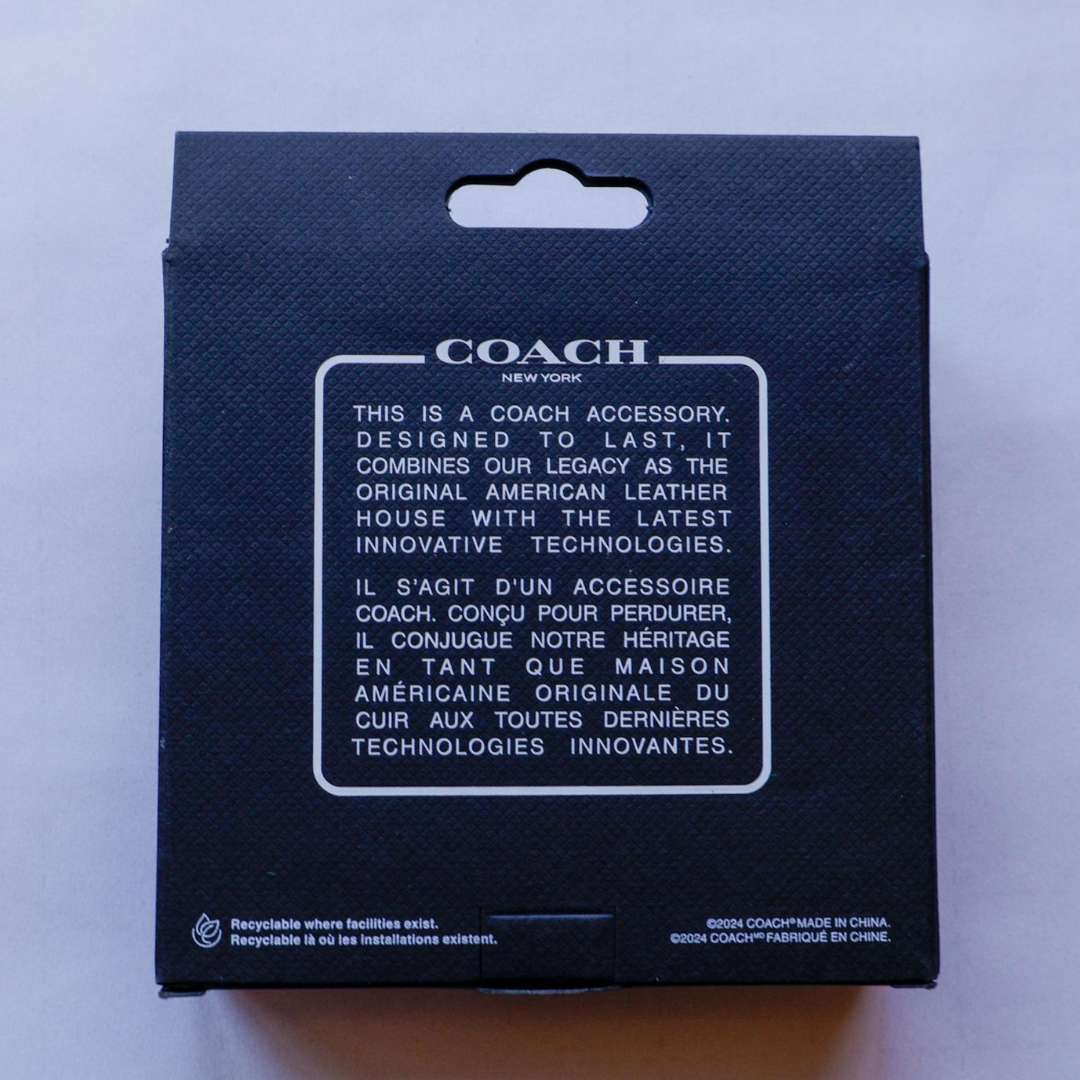 COACH
NEW YORK
THIS IS A COACH ACCESSORY.
DESIGNED TO LAST, IT
COMBINES OUR LEGACY AS THE
ORIGINAL AMERICAN LEATHER
HOUSE WITH THE LATEST
INNOVATIVE TECHNOLOGIES.
IL S'AGIT D'UN ACCESSOIRE
COACH. CONÇU POUR PERDURER,
IL CONJUGUE NOTRE HÉRITAGE
EN TANT QUE MAISON
AMÉRICAINE ORIGINALE DU
CUIR AUX TOUTES DERNIÈRES
TECHNOLOGIES INNOVANTES.
Recyclable where facilities exist.
Recyclable là où les installations existent.
©2024 COACH® MADE IN CHINA.
©2024 COACHᴹᴰ FABRIQUÉ EN CHINE.